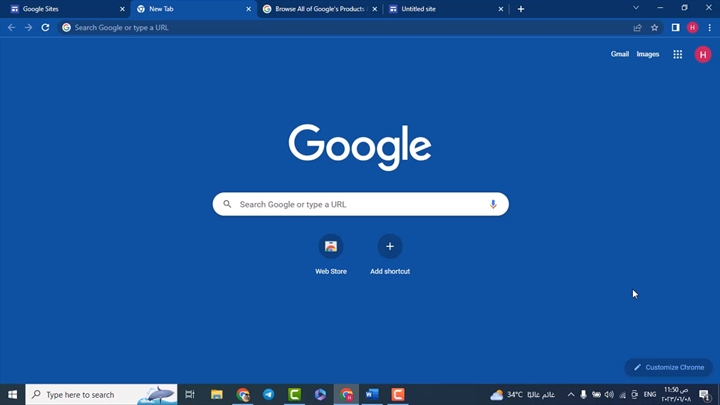 Google Sites
New Tab
Browse All of Google's Products
Untitled site
Search Google or type a URL
H
Gmail
Images
H
Google
Search Google or type a URL
Web Store
Add shortcut
Customize Chrome
Type here to search
34°C
غائم غالبًا
ENG
11:50 ص
٢٠٢٣/٠١/٠٨